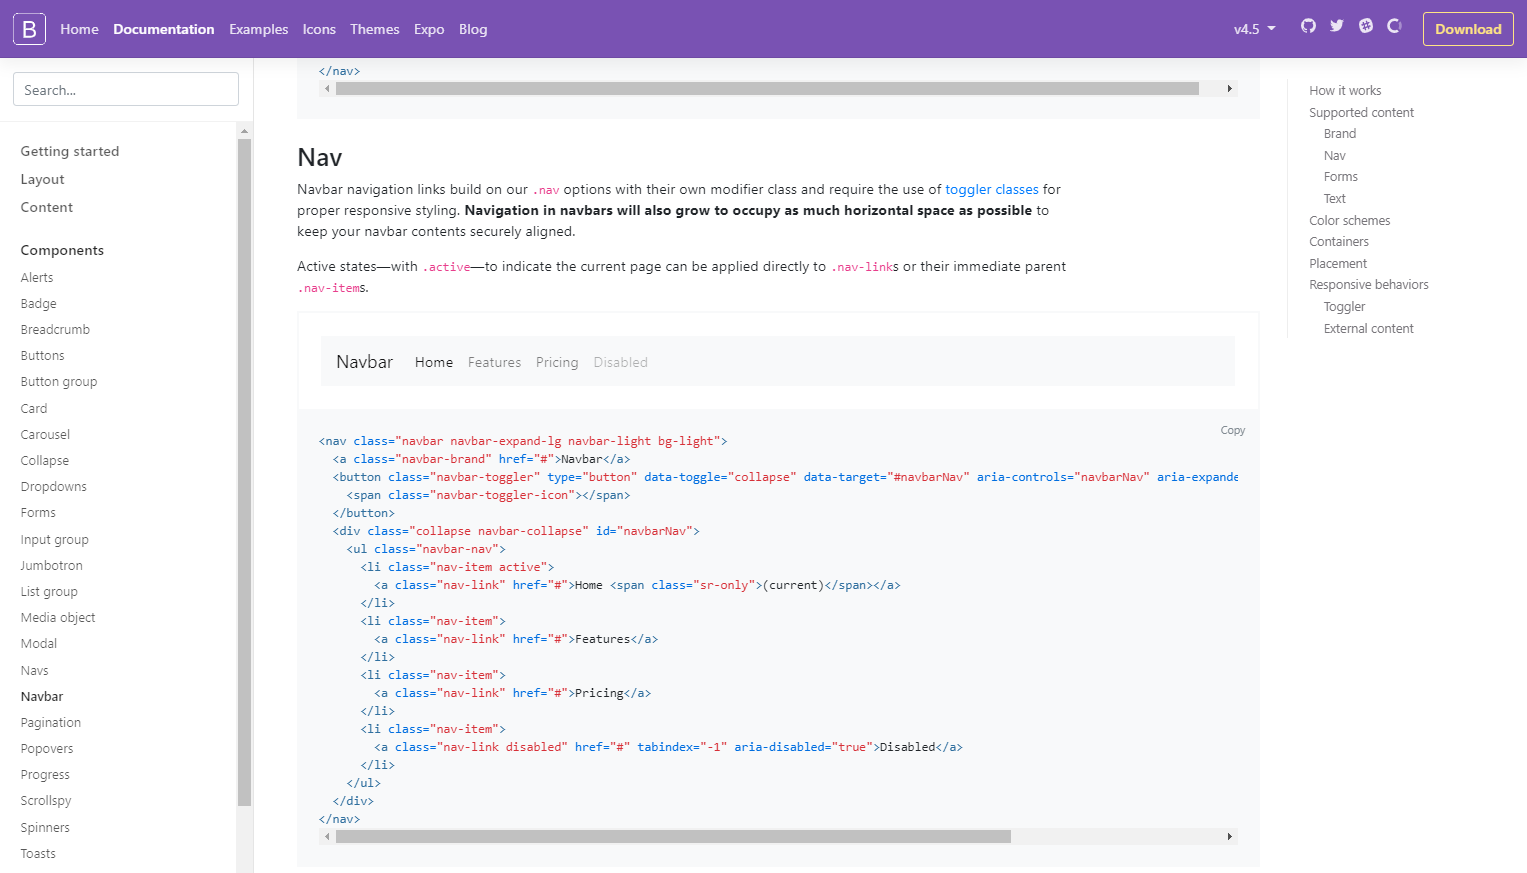 B Home Documentation Examples Icons Themes Expo Blog v4.5 Download
Search...
Getting started
Layout
Content
Components
Alerts
Badge
Breadcrumb
Buttons
Button group
Card
Carousel
Collapse
Dropdowns
Forms
Input group
Jumbotron
List group
Media object
Modal
Navs
Navbar
Pagination
Popovers
Progress
Scrollspy
Spinners
Toasts
</nav>
Nav
Navbar navigation links build on our .nav options with their own modifier class and require the use of toggler classes for
proper responsive styling. Navigation in navbars will also grow to occupy as much horizontal space as possible to
keep your navbar contents securely aligned.
Active states—with .active—to indicate the current page can be applied directly to .nav-links or their immediate parent
.nav-items.
Navbar Home Features Pricing Disabled
Copy
<nav class="navbar navbar-expand-lg navbar-light bg-light">
  <a class="navbar-brand" href="#">Navbar</a>
  <button class="navbar-toggler" type="button" data-toggle="collapse" data-target="#navbarNav" aria-controls="navbarNav" aria-expande
    <span class="navbar-toggler-icon"></span>
  </button>
  <div class="collapse navbar-collapse" id="navbarNav">
    <ul class="navbar-nav">
      <li class="nav-item active">
        <a class="nav-link" href="#">Home <span class="sr-only">(current)</span></a>
      </li>
      <li class="nav-item">
        <a class="nav-link" href="#">Features</a>
      </li>
      <li class="nav-item">
        <a class="nav-link" href="#">Pricing</a>
      </li>
      <li class="nav-item">
        <a class="nav-link disabled" href="#" tabindex="-1" aria-disabled="true">Disabled</a>
      </li>
    </ul>
  </div>
</nav>
How it works
Supported content
Brand
Nav
Forms
Text
Color schemes
Containers
Placement
Responsive behaviors
Toggler
External content